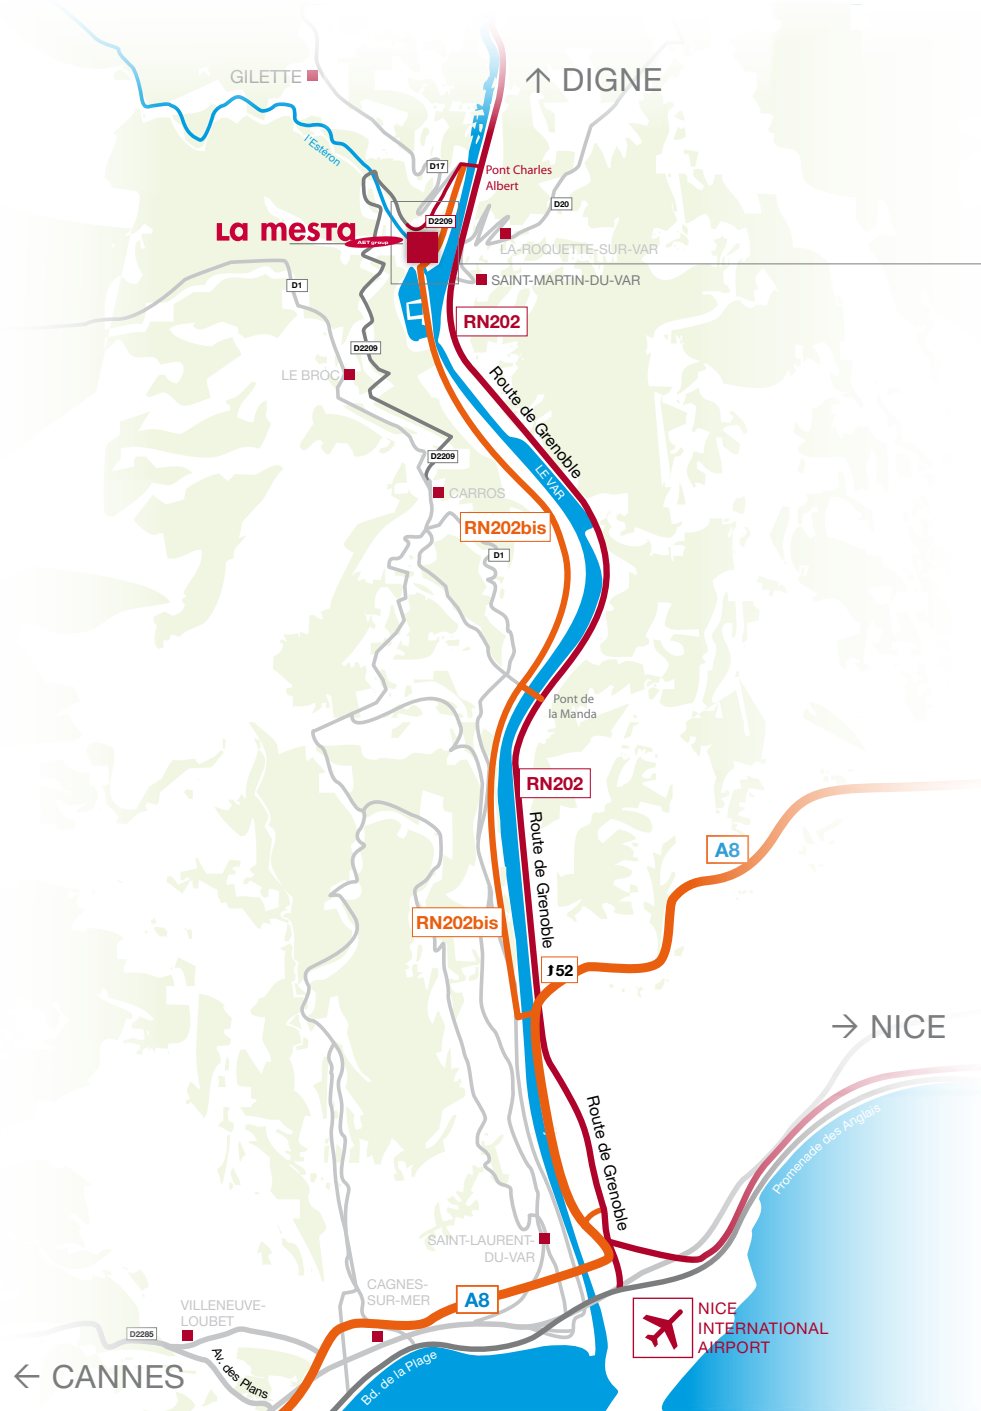 GILETTE
↑ DIGNE
l'Estéron
D17
Pont Charles
Albert
D20
D2209
La mesta
AET group
LA-ROQUETTE-SUR-VAR
SAINT-MARTIN-DU-VAR
D1
RN202
D2209
LE BROC
Route de Grenoble
D2209
LE VAR
CARROS
RN202bis
D1
Pont de
la Manda
RN202
Route de Grenoble
A8
RN202bis
52
→ NICE
Route de Grenoble
Promenade des Anglais
SAINT-LAURENT-
DU-VAR
CAGNES-
SUR-MER
A8
VILLENEUVE-
LOUBET
D2285
NICE
INTERNATIONAL
AIRPORT
Av. des Plans
← CANNES
Bd. de la Plage